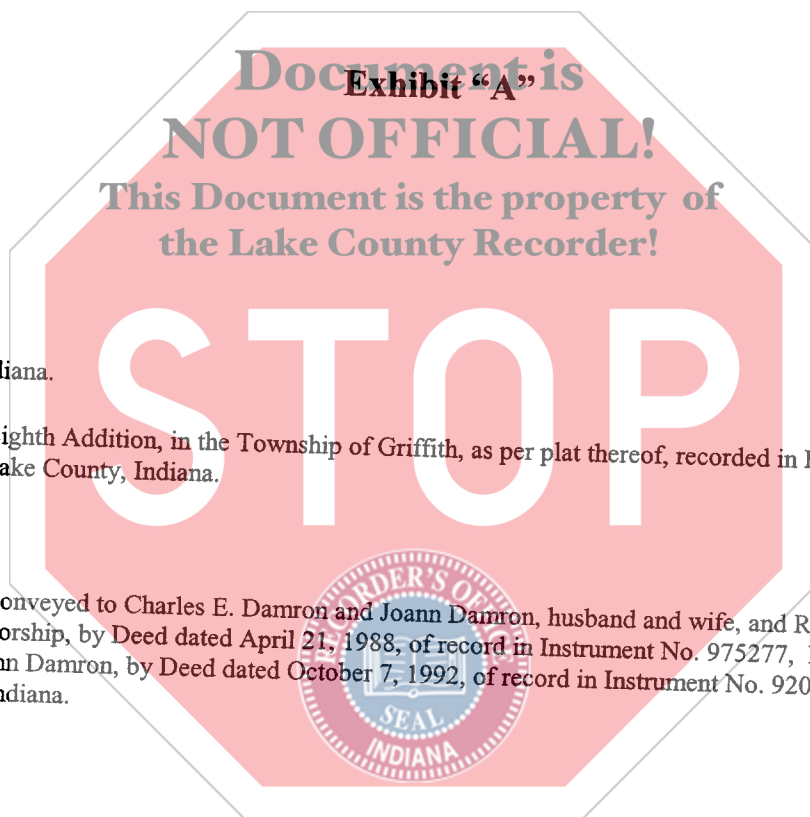 Document is
Exhibit “A”
NOT OFFICIAL!
This Document is the property of
the Lake County Recorder!
diana.
STOP
ighth Addition, in the Township of Griffith, as per plat thereof, recorded in
ake County, Indiana.
onveyed to Charles E. Damron and Joann Damron, husband and wife, and R
orship, by Deed dated April 21, 1988, of record in Instrument No. 975277,
nn Damron, by Deed dated October 7, 1992, of record in Instrument No. 920
ndiana.
RECORDER'S OFFICE
SEAL
INDIANA